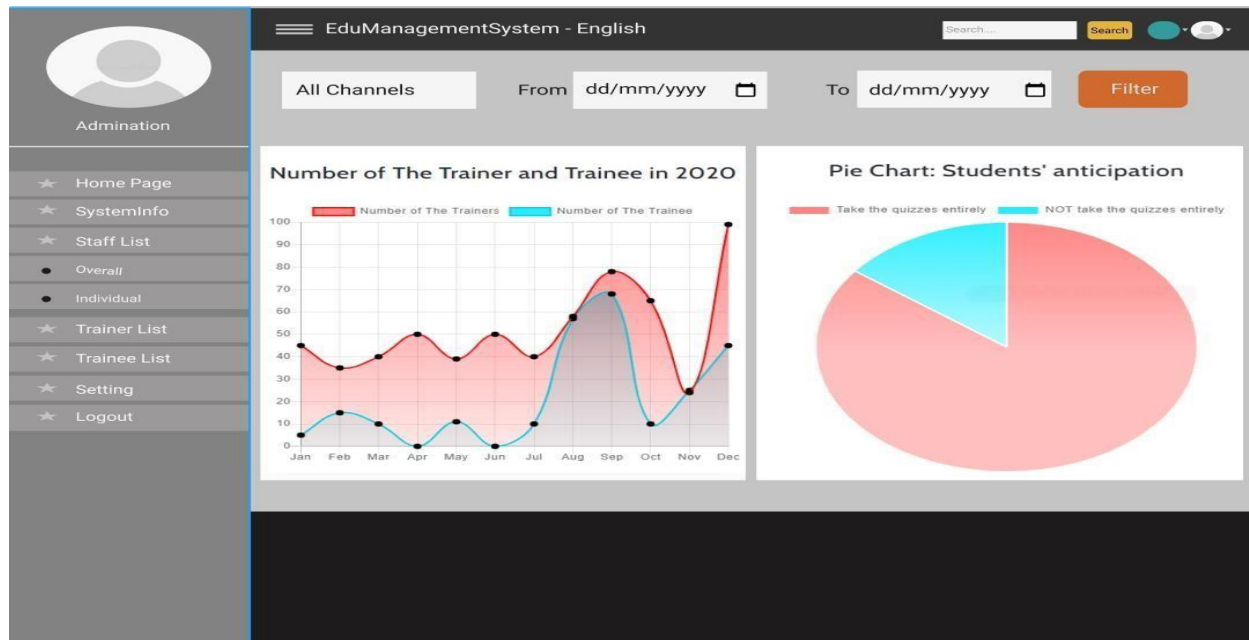 EduManagementSystem - English
Search....
Search
Admination
Home Page
SystemInfo
Staff List
Overall
Individual
Trainer List
Trainee List
Setting
Logout
All Channels
From dd/mm/yyyy
To dd/mm/yyyy
Filter
Number of The Trainer and Trainee in 2020
Number of The Trainers
Number of The Trainee
100
90
80
70
60
50
40
30
20
10
0
Jan Feb Mar Apr May Jun Jul Aug Sep Oct Nov Dec
Pie Chart: Students' anticipation
Take the quizzes entirely
NOT take the quizzes entirely